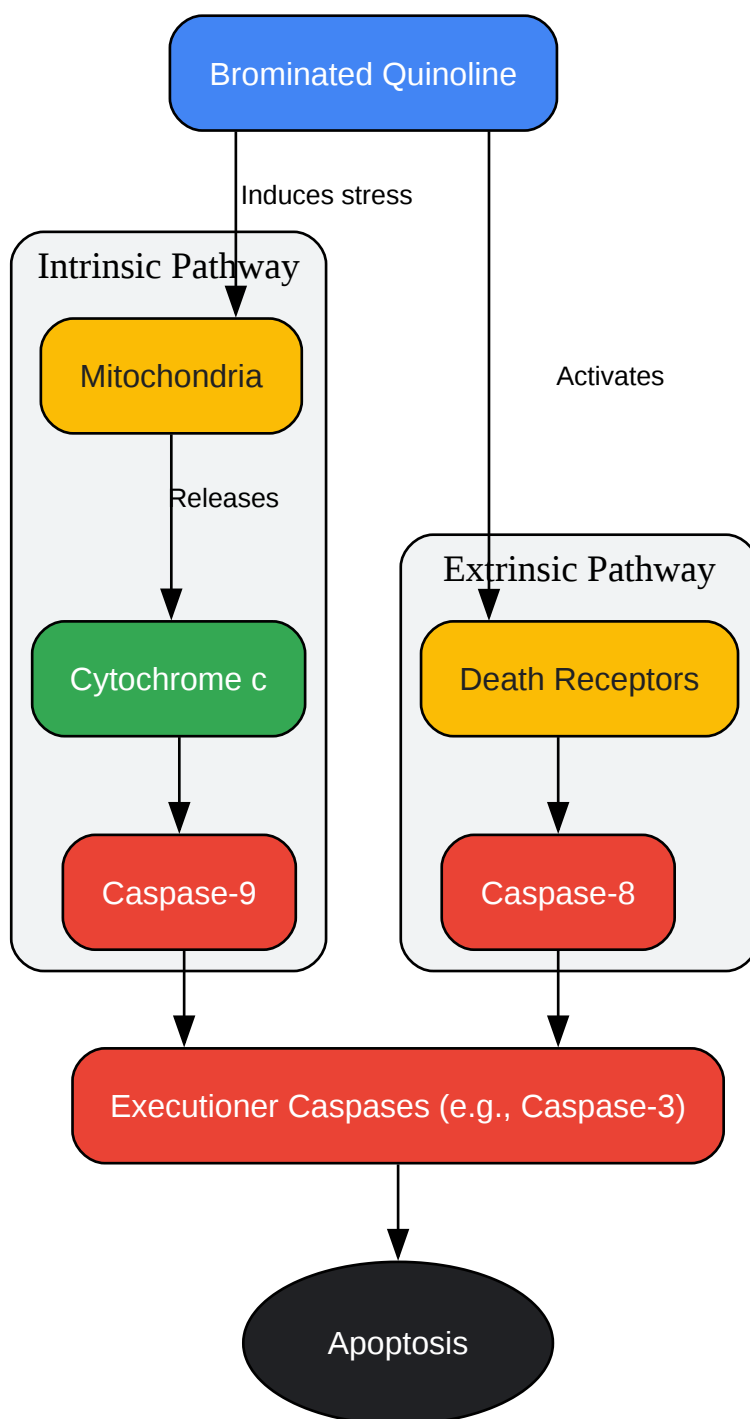 Brominated Quinoline
Induces stress
Intrinsic Pathway
Mitochondria
Activates
Releases
Extrinsic Pathway
Cytochrome c
Death Receptors
Caspase-9
Caspase-8
Executioner Caspases (e.g., Caspase-3)
Apoptosis